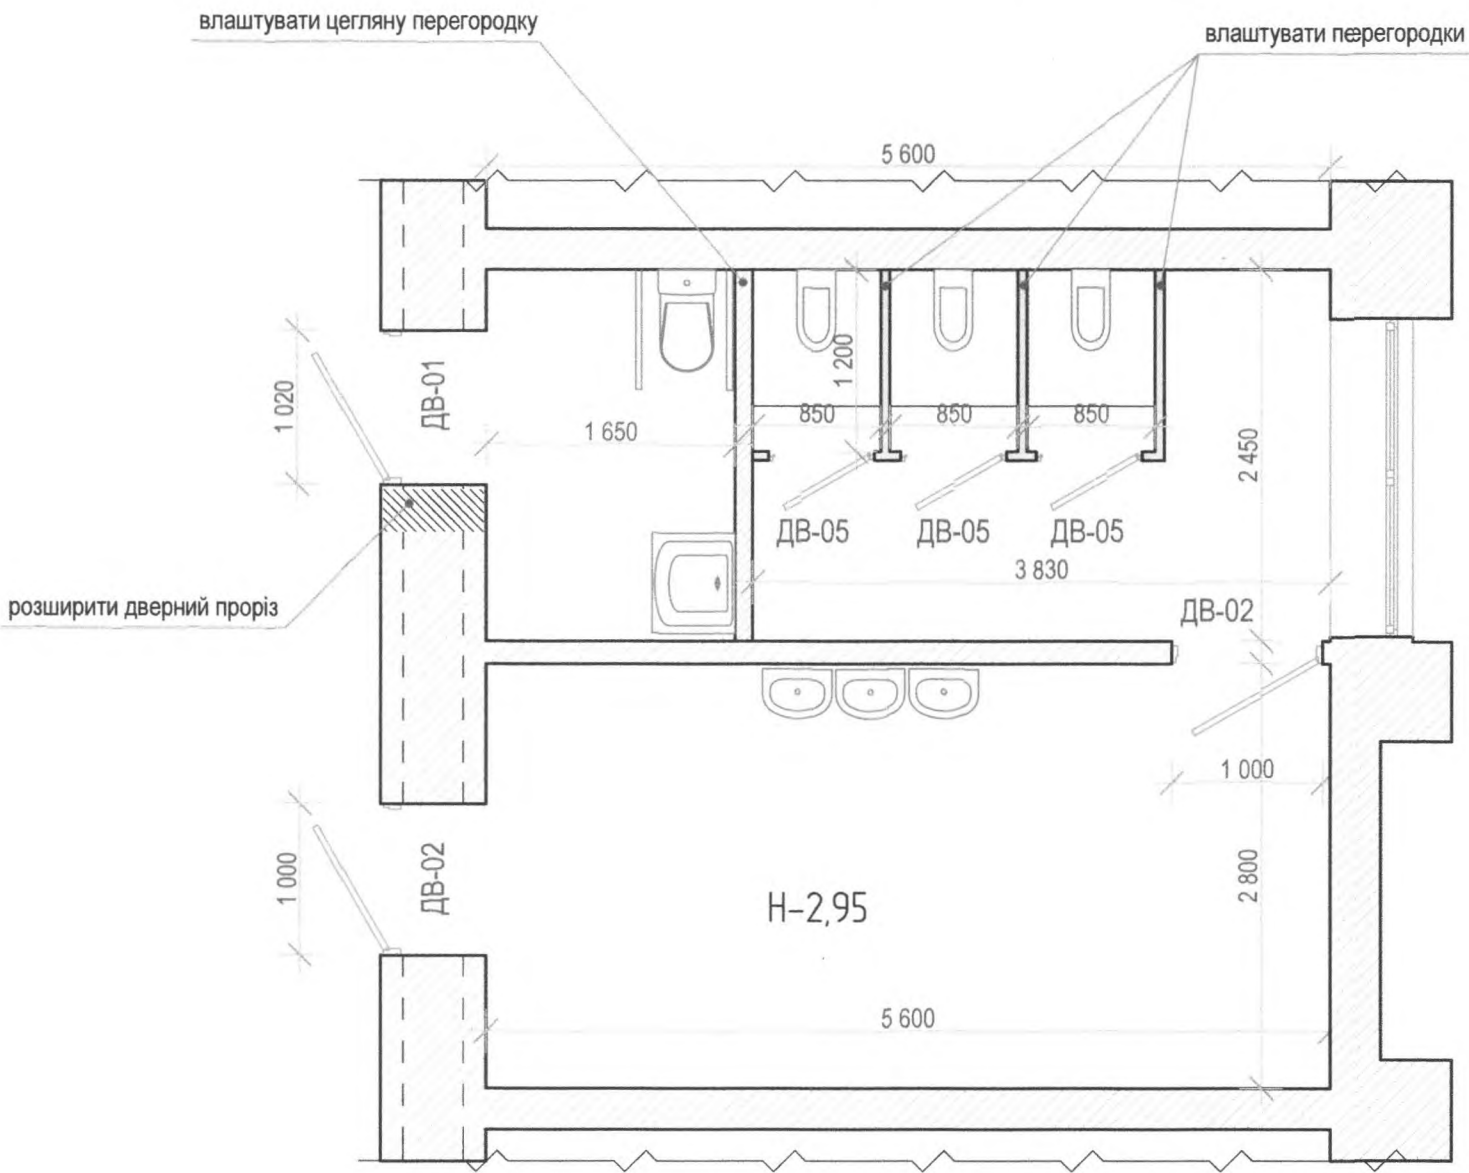 влаштувати цегляну перегородку
влаштувати перегородки
5 600
1 020
ДВ-01
1 650
1 200
850
850
850
2 450
ДВ-05
ДВ-05
ДВ-05
3 830
ДВ-02
розширити дверний проріз
1 000
1 000
ДВ-02
2 800
Н-2,95
5 600